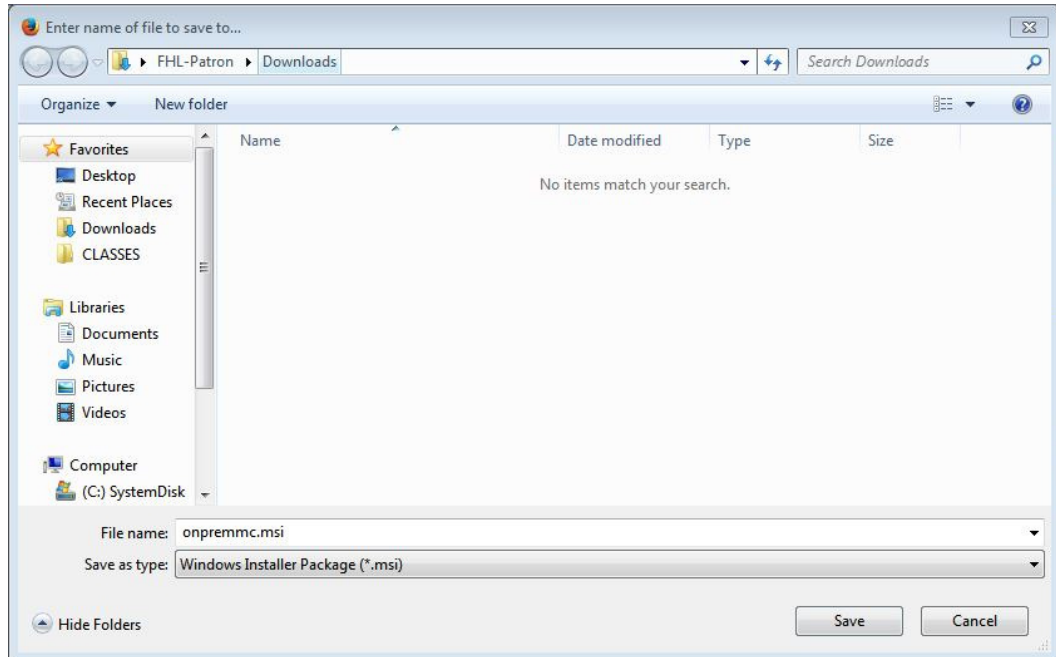 Enter name of file to save to...
FHL-Patron Downloads
Search Downloads
Organize
New folder
Name
Date modified
Type
Size
No items match your search.
Favorites
Desktop
Recent Places
Downloads
CLASSES
Libraries
Documents
Music
Pictures
Videos
Computer
(C:) SystemDisk
File name: onpremmc.msi
Save as type: Windows Installer Package (*.msi)
Hide Folders
Save
Cancel